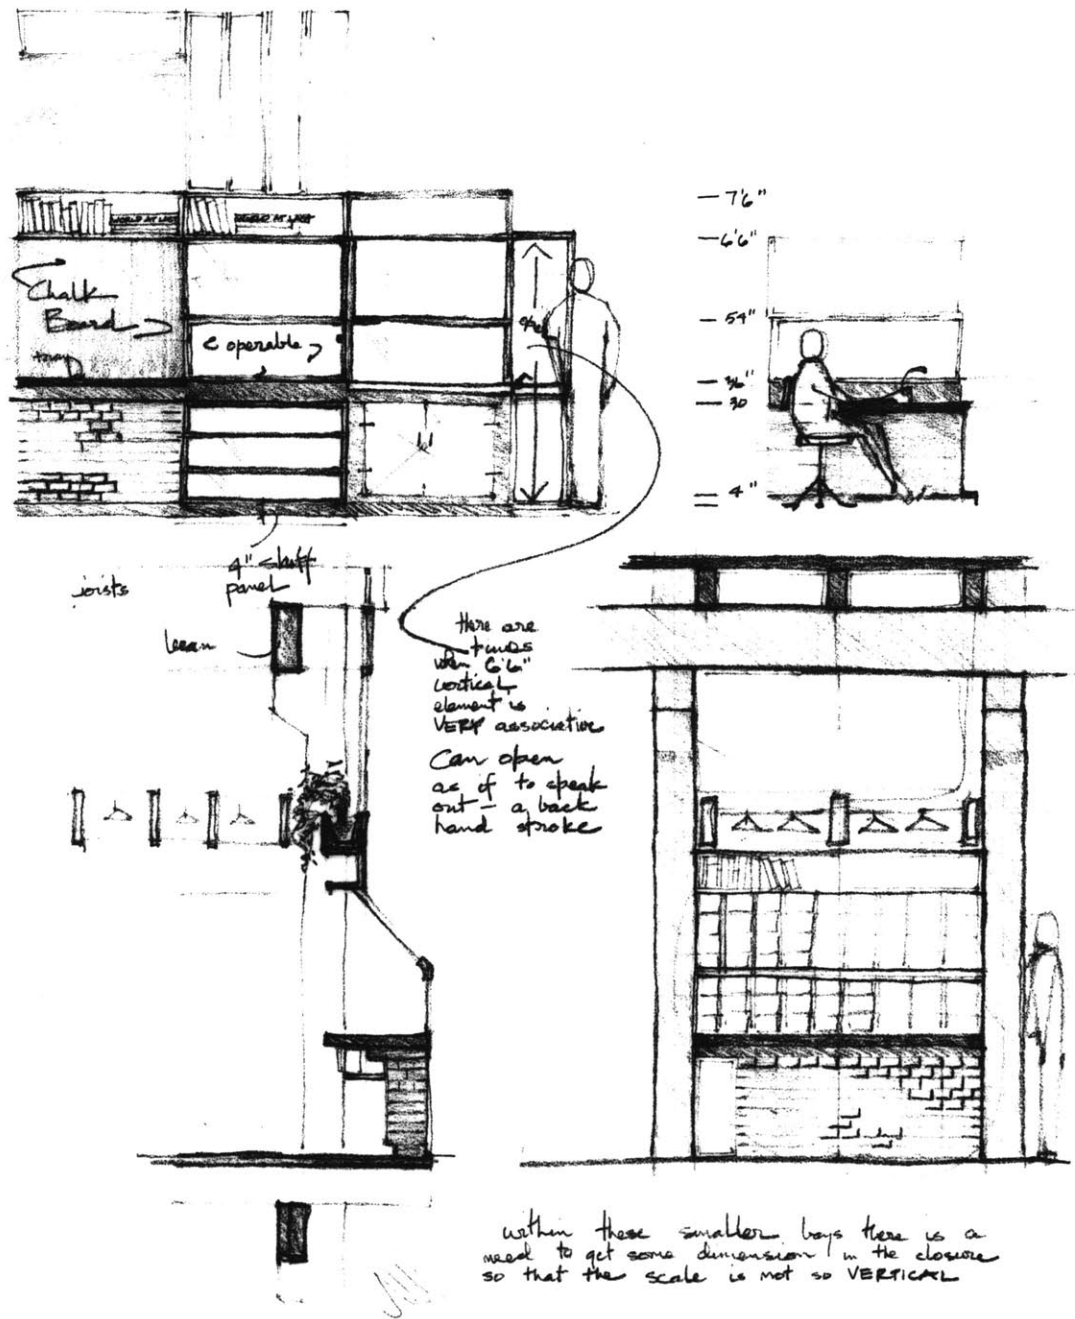 7'6"
6'6"
Chalk
Board
tray
operable
open
54"
36"
30
4"
4" shelf
panel
joists
beam
there are
times
when 6'6"
vertical
element is
VERY associative
Can open
as if to speak
out – a back
hand stroke
within these smaller bays there is a
need to get some dimension in the closure
so that the scale is not so VERTICAL